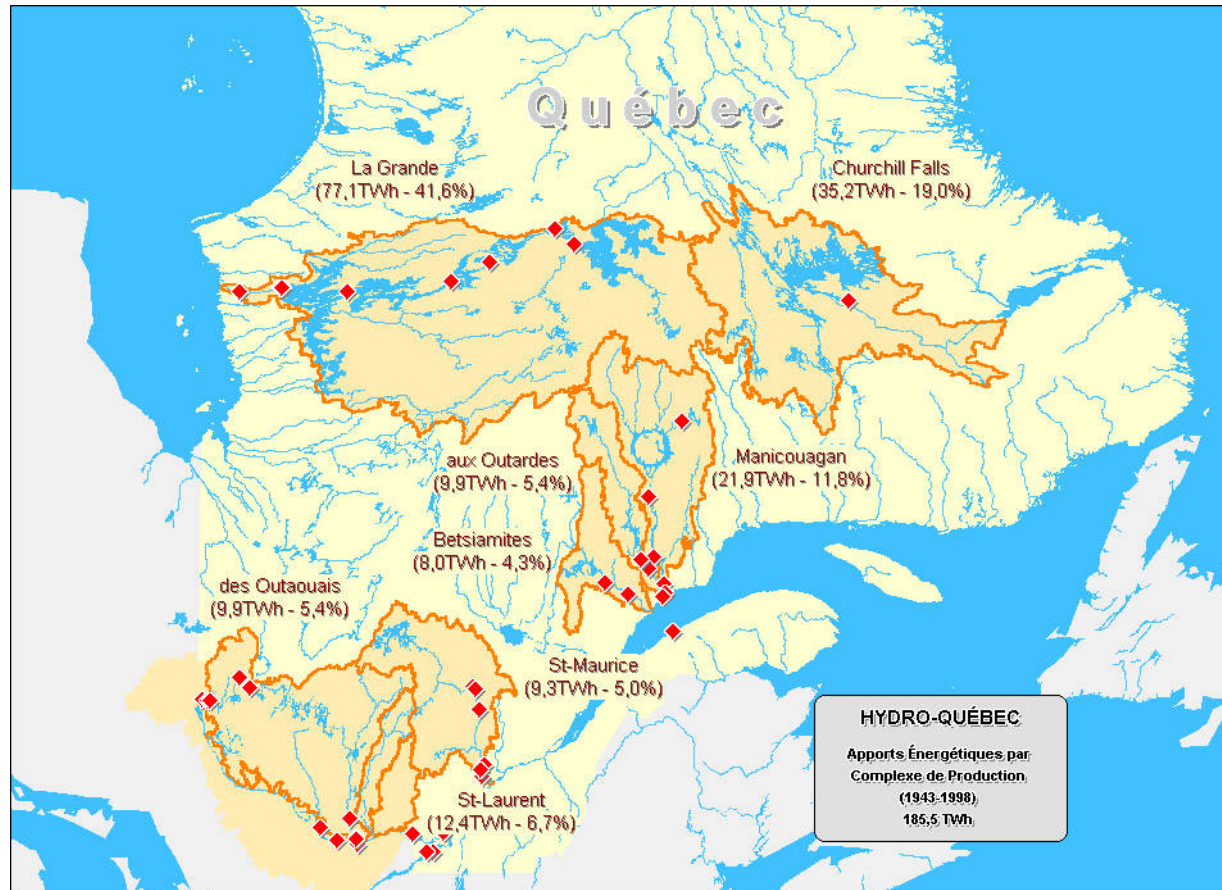 Québec
La Grande
(77,1TWh - 41,6%)
Churchill Falls
(35,2TWh - 19,0%)
aux Outardes
(9,9TWh - 5,4%)
Manicouagan
(21,9TWh - 11,8%)
Betsiamites
(8,0TWh - 4,3%)
des Outaouais
(9,9TWh - 5,4%)
St-Maurice
(9,3TWh - 5,0%)
St-Laurent
(12,4TWh - 6,7%)
HYDRO-QUÉBEC
Apports Énergétiques par
Complexe de Production
(1943-1998)
185,5 TWh